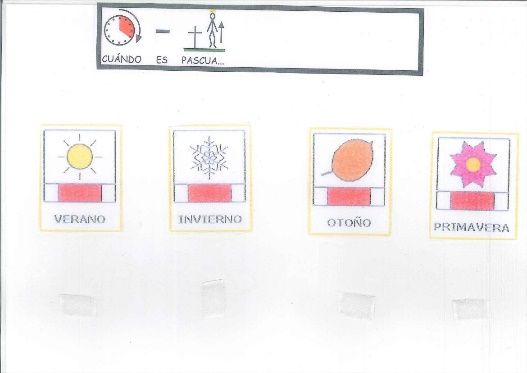 CUÁNDO ES PASCUA...
VERANO
INVIERNO
OTOÑO
PRIMAVERA